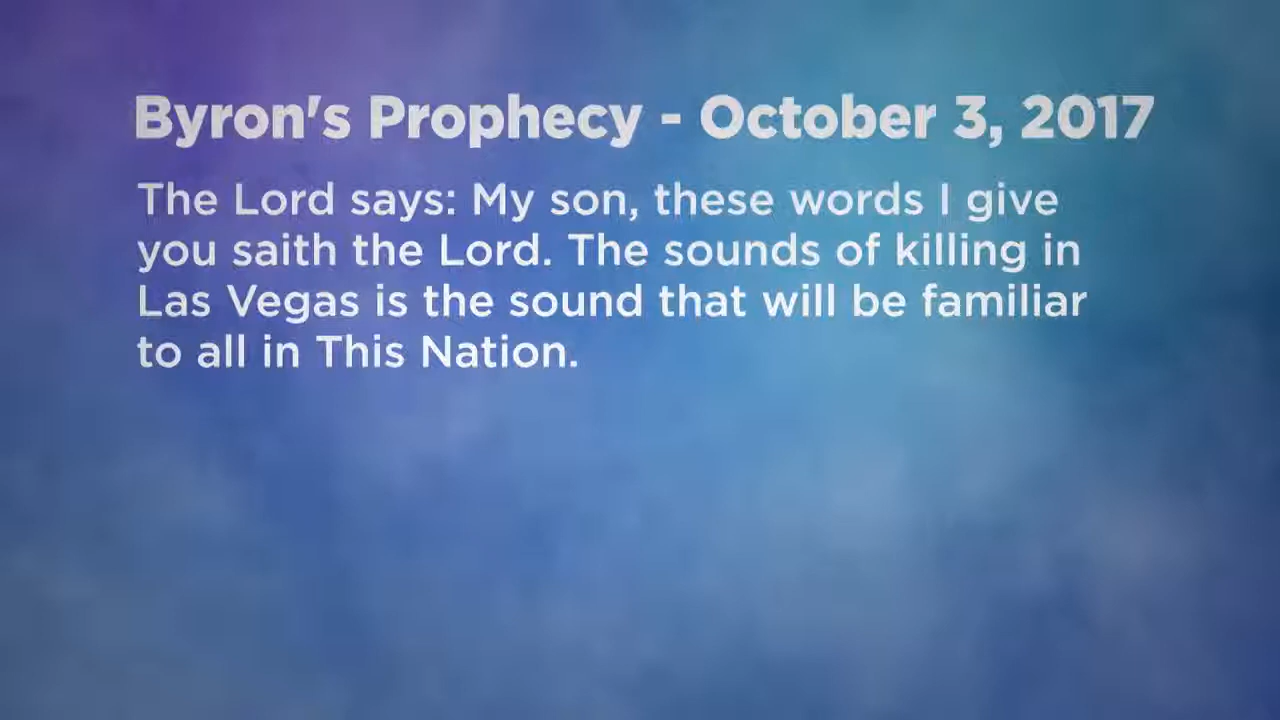 Byron's Prophecy - October 3, 2017
The Lord says: My son, these words I give
you saith the Lord. The sounds of killing in
Las Vegas is the sound that will be familiar
to all in This Nation.